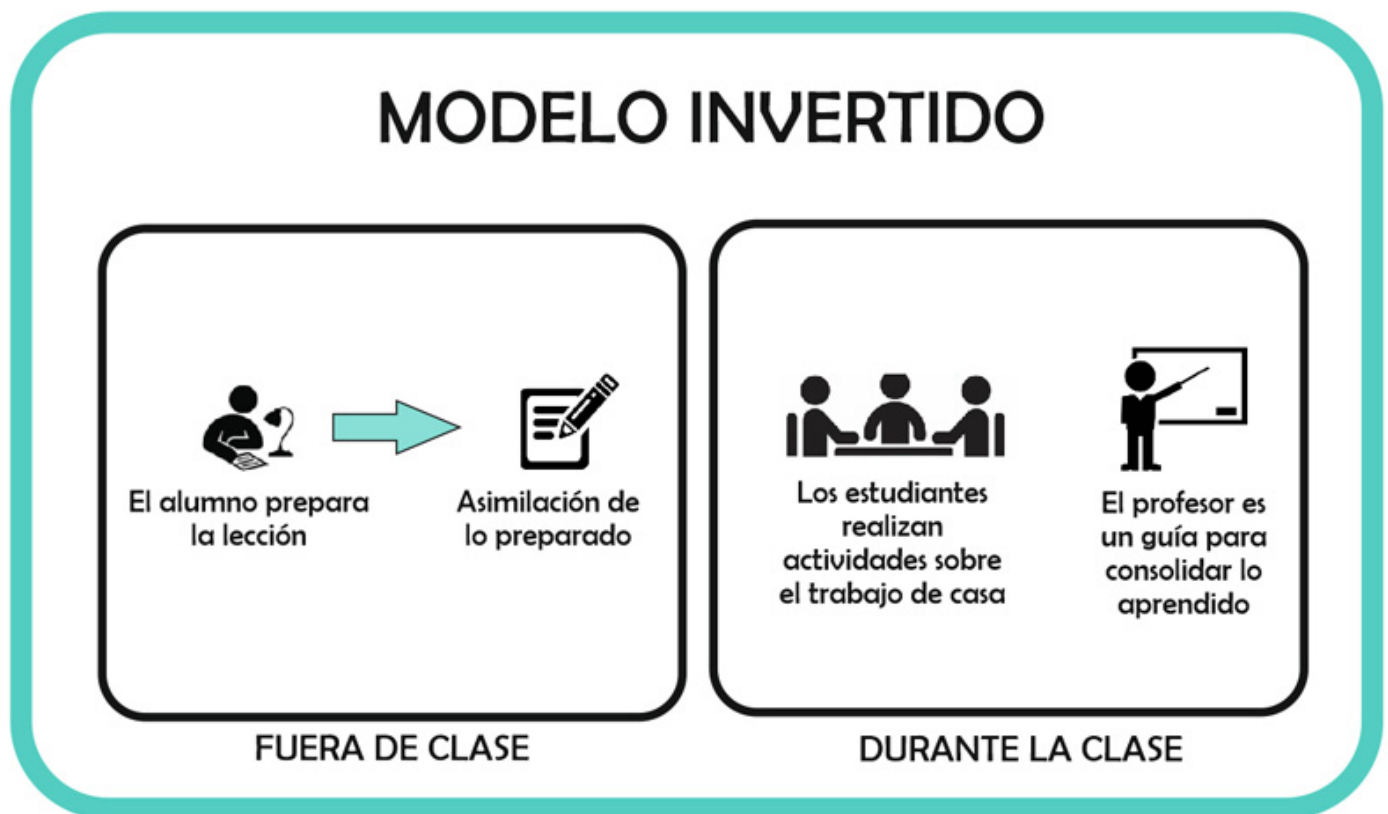 MODELO INVERTIDO
El alumno prepara
la lección
Asimilación de
lo preparado
FUERA DE CLASE
Los estudiantes
realizan
actividades sobre
el trabajo de casa
El profesor es
un guía para
consolidar lo
aprendido
DURANTE LA CLASE